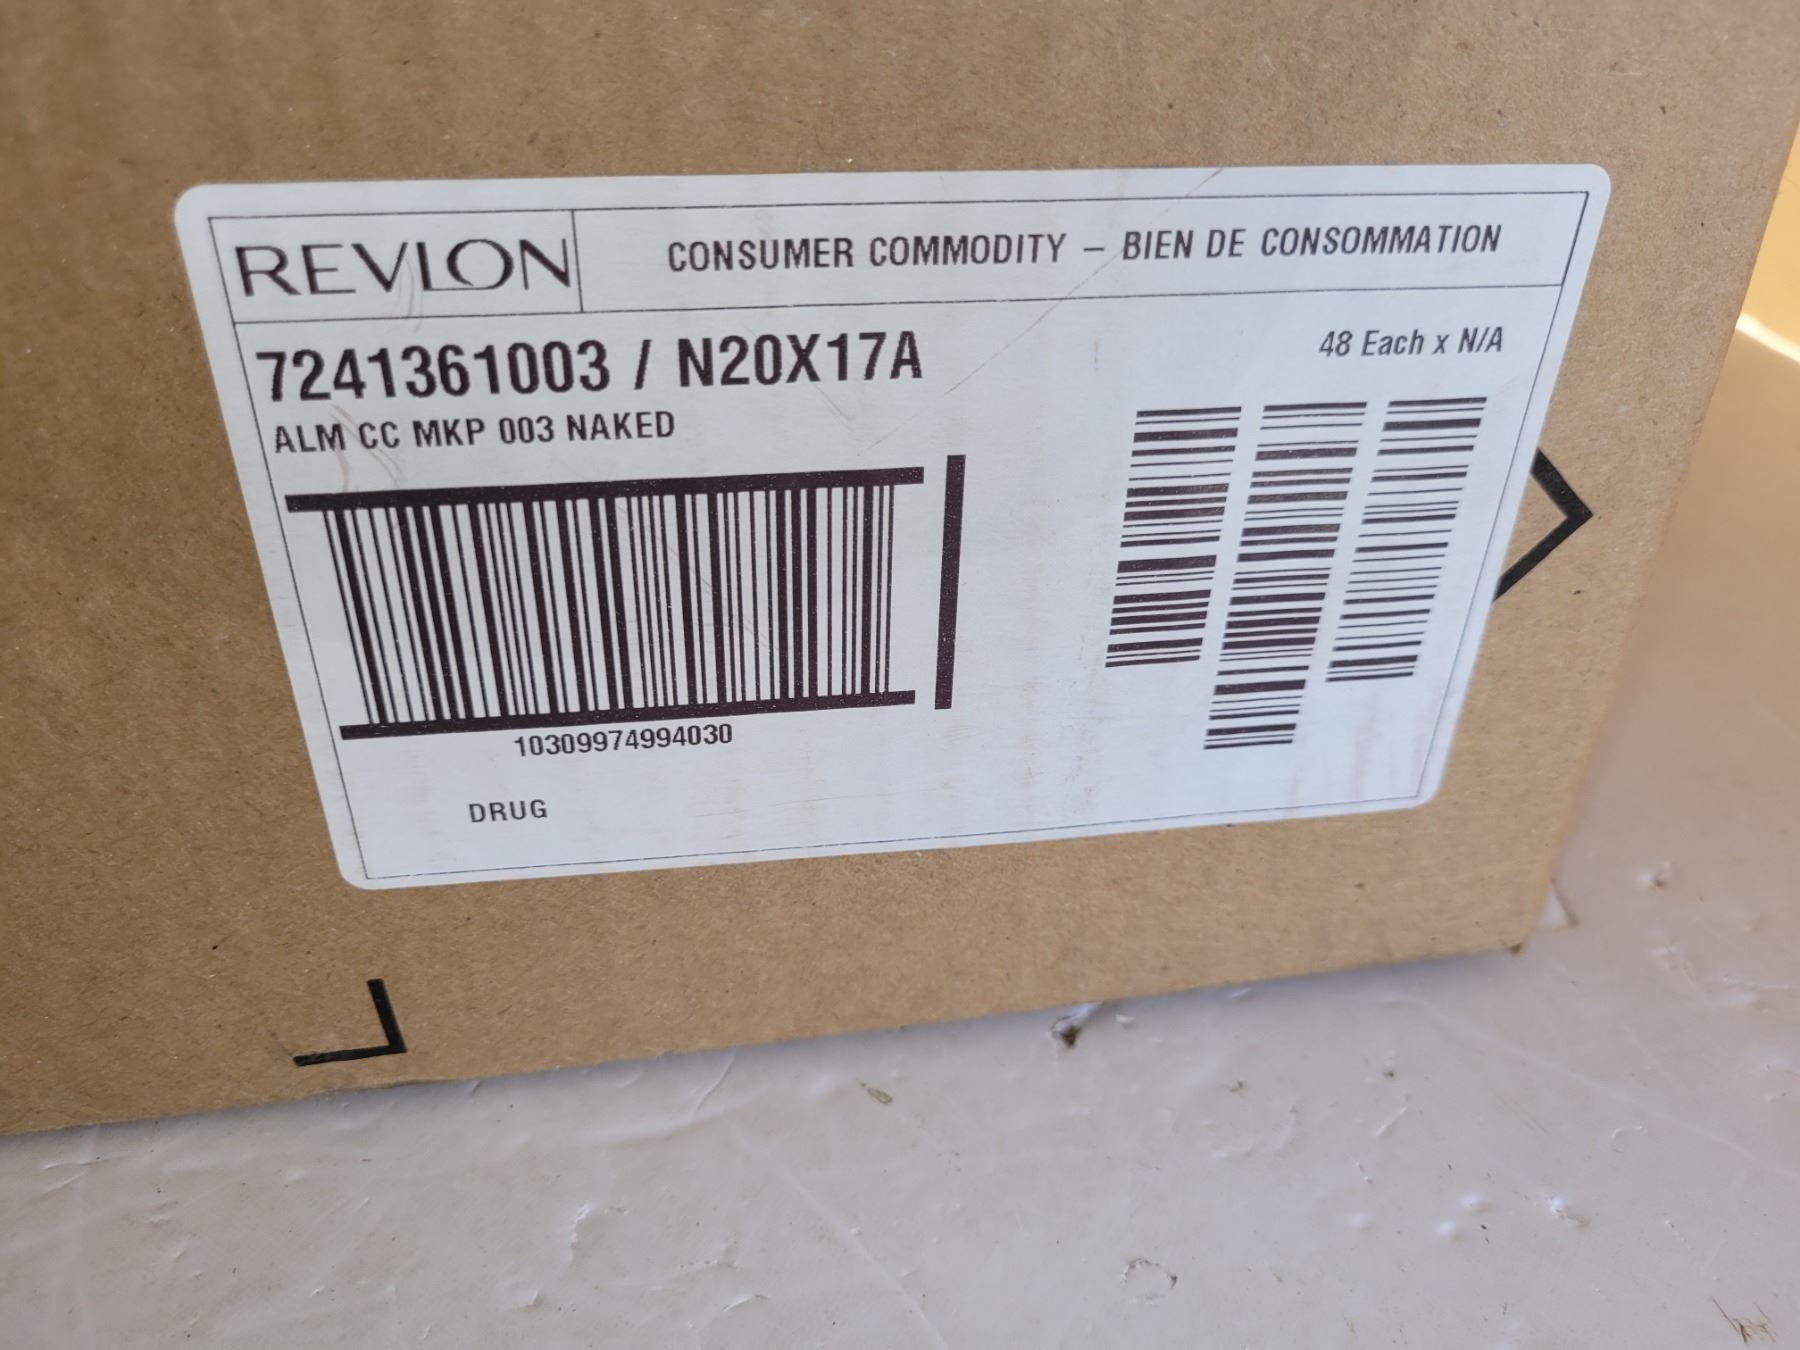 REVLON
CONSUMER COMMODITY – BIEN DE CONSOMMATION
7241361003 / N20X17A
48 Each x N/A
ALM CC MKP 003 NAKED
10309974994030
DRUG